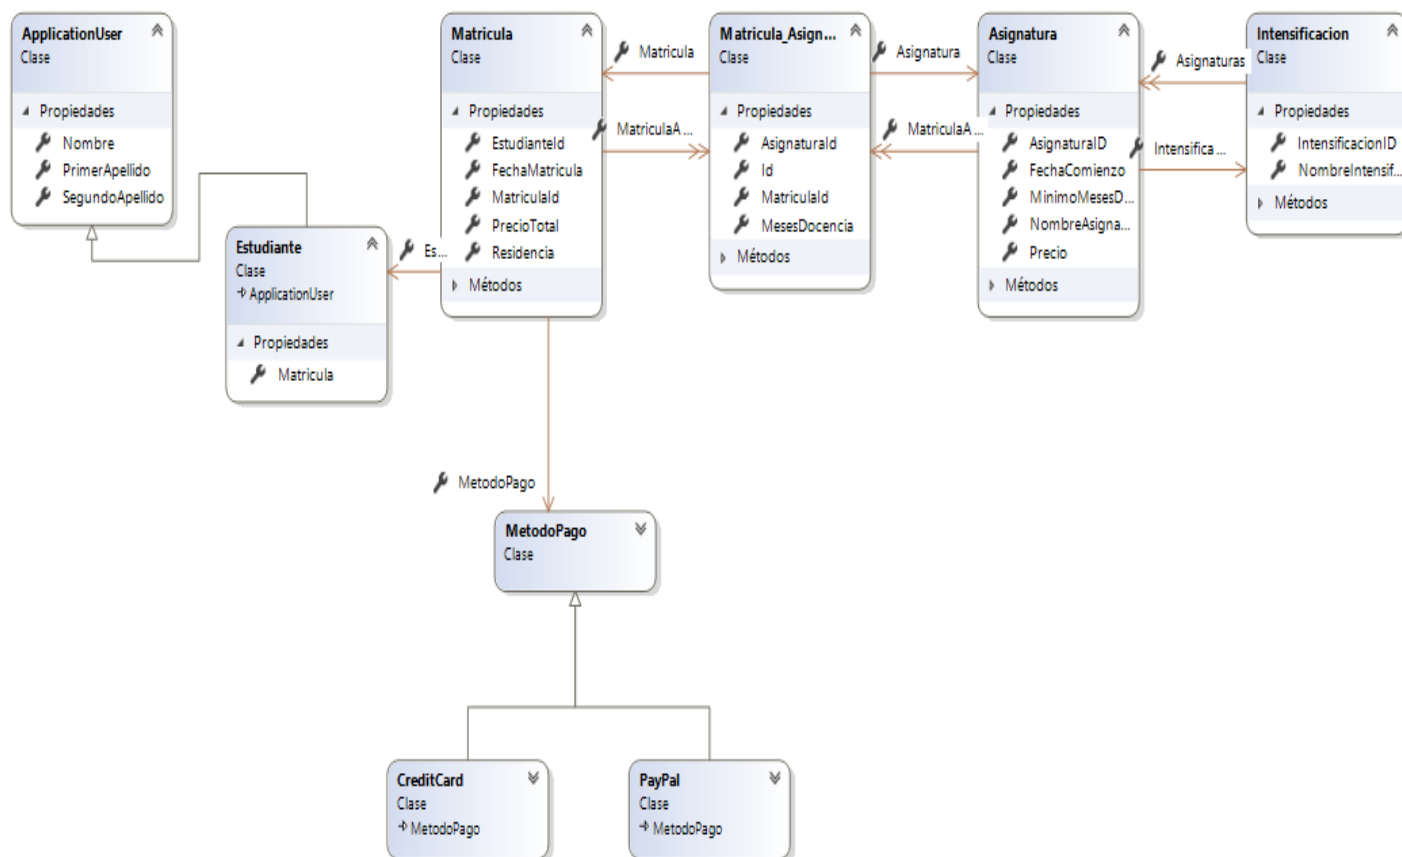 ApplicationUser
Clase
Propiedades
Nombre
PrimerApellido
SegundoApellido
Estudiante
Clase
ApplicationUser
Propiedades
Matricula
Es...
Matricula
Clase
Propiedades
EstudianteId
FechaMatricula
MatriculaId
PrecioTotal
Residencia
Métodos
Matricula
MatriculaA ...
Matricula_Asign...
Clase
Propiedades
AsignaturaId
Id
MatriculaId
MesesDocencia
Métodos
Asignatura
MatriculaA ...
Asignatura
Clase
Propiedades
AsignaturaID
FechaComienzo
MinimoMesesD...
NombreAsigna...
Precio
Métodos
Asignaturas
Intensifica ...
Intensificacion
Clase
Propiedades
IntensificacionID
NombreIntensif...
Métodos
MetodoPago
MetodoPago
Clase
CreditCard
Clase
MetodoPago
PayPal
Clase
MetodoPago